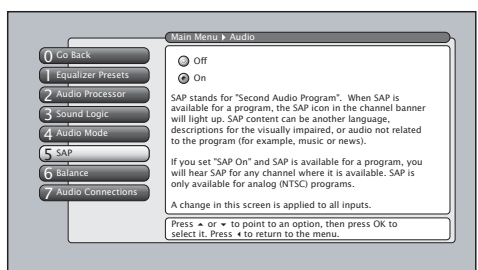 Main Menu ▸ Audio
0 Go Back
1 Equalizer Presets
2 Audio Processor
3 Sound Logic
4 Audio Mode
5 SAP
6 Balance
7 Audio Connections
Off
On
SAP stands for "Second Audio Program".  When SAP is
available for a program, the SAP icon in the channel banner
will light up. SAP content can be another language,
descriptions for the visually impaired, or audio not related
to the program (for example, music or news).
If you set "SAP On" and SAP is available for a program, you
will hear SAP for any channel where it is available. SAP is
only available for analog (NTSC) programs.
A change in this screen is applied to all inputs.
Press ▴ or ▾ to point to an option, then press OK to
select it. Press ◂ to return to the menu.